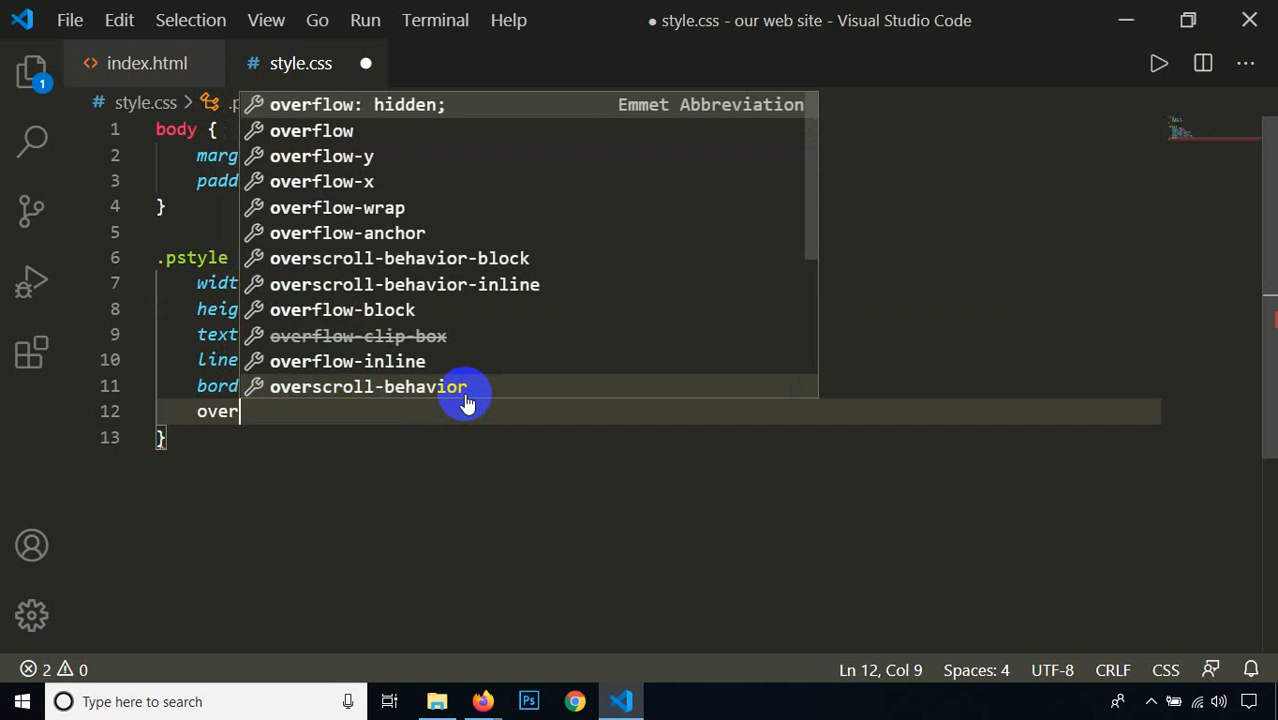 File Edit Selection View Go Run Terminal Help ● style.css - our web site - Visual Studio Code
1
<> index.html # style.css ●
# style.css > .p
1 body {
2 marg
3 padd
4 }
5
6 .pstyle
7 widt
8 heig
9 text
10 line
11 bord
12 over
13 }
overflow: hidden; Emmet Abbreviation
overflow
overflow-y
overflow-x
overflow-wrap
overflow-anchor
overscroll-behavior-block
overscroll-behavior-inline
overflow-block
overflow-clip-box
overflow-inline
overscroll-behavior
2 0 Ln 12, Col 9 Spaces: 4 UTF-8 CRLF CSS
Type here to search Ps